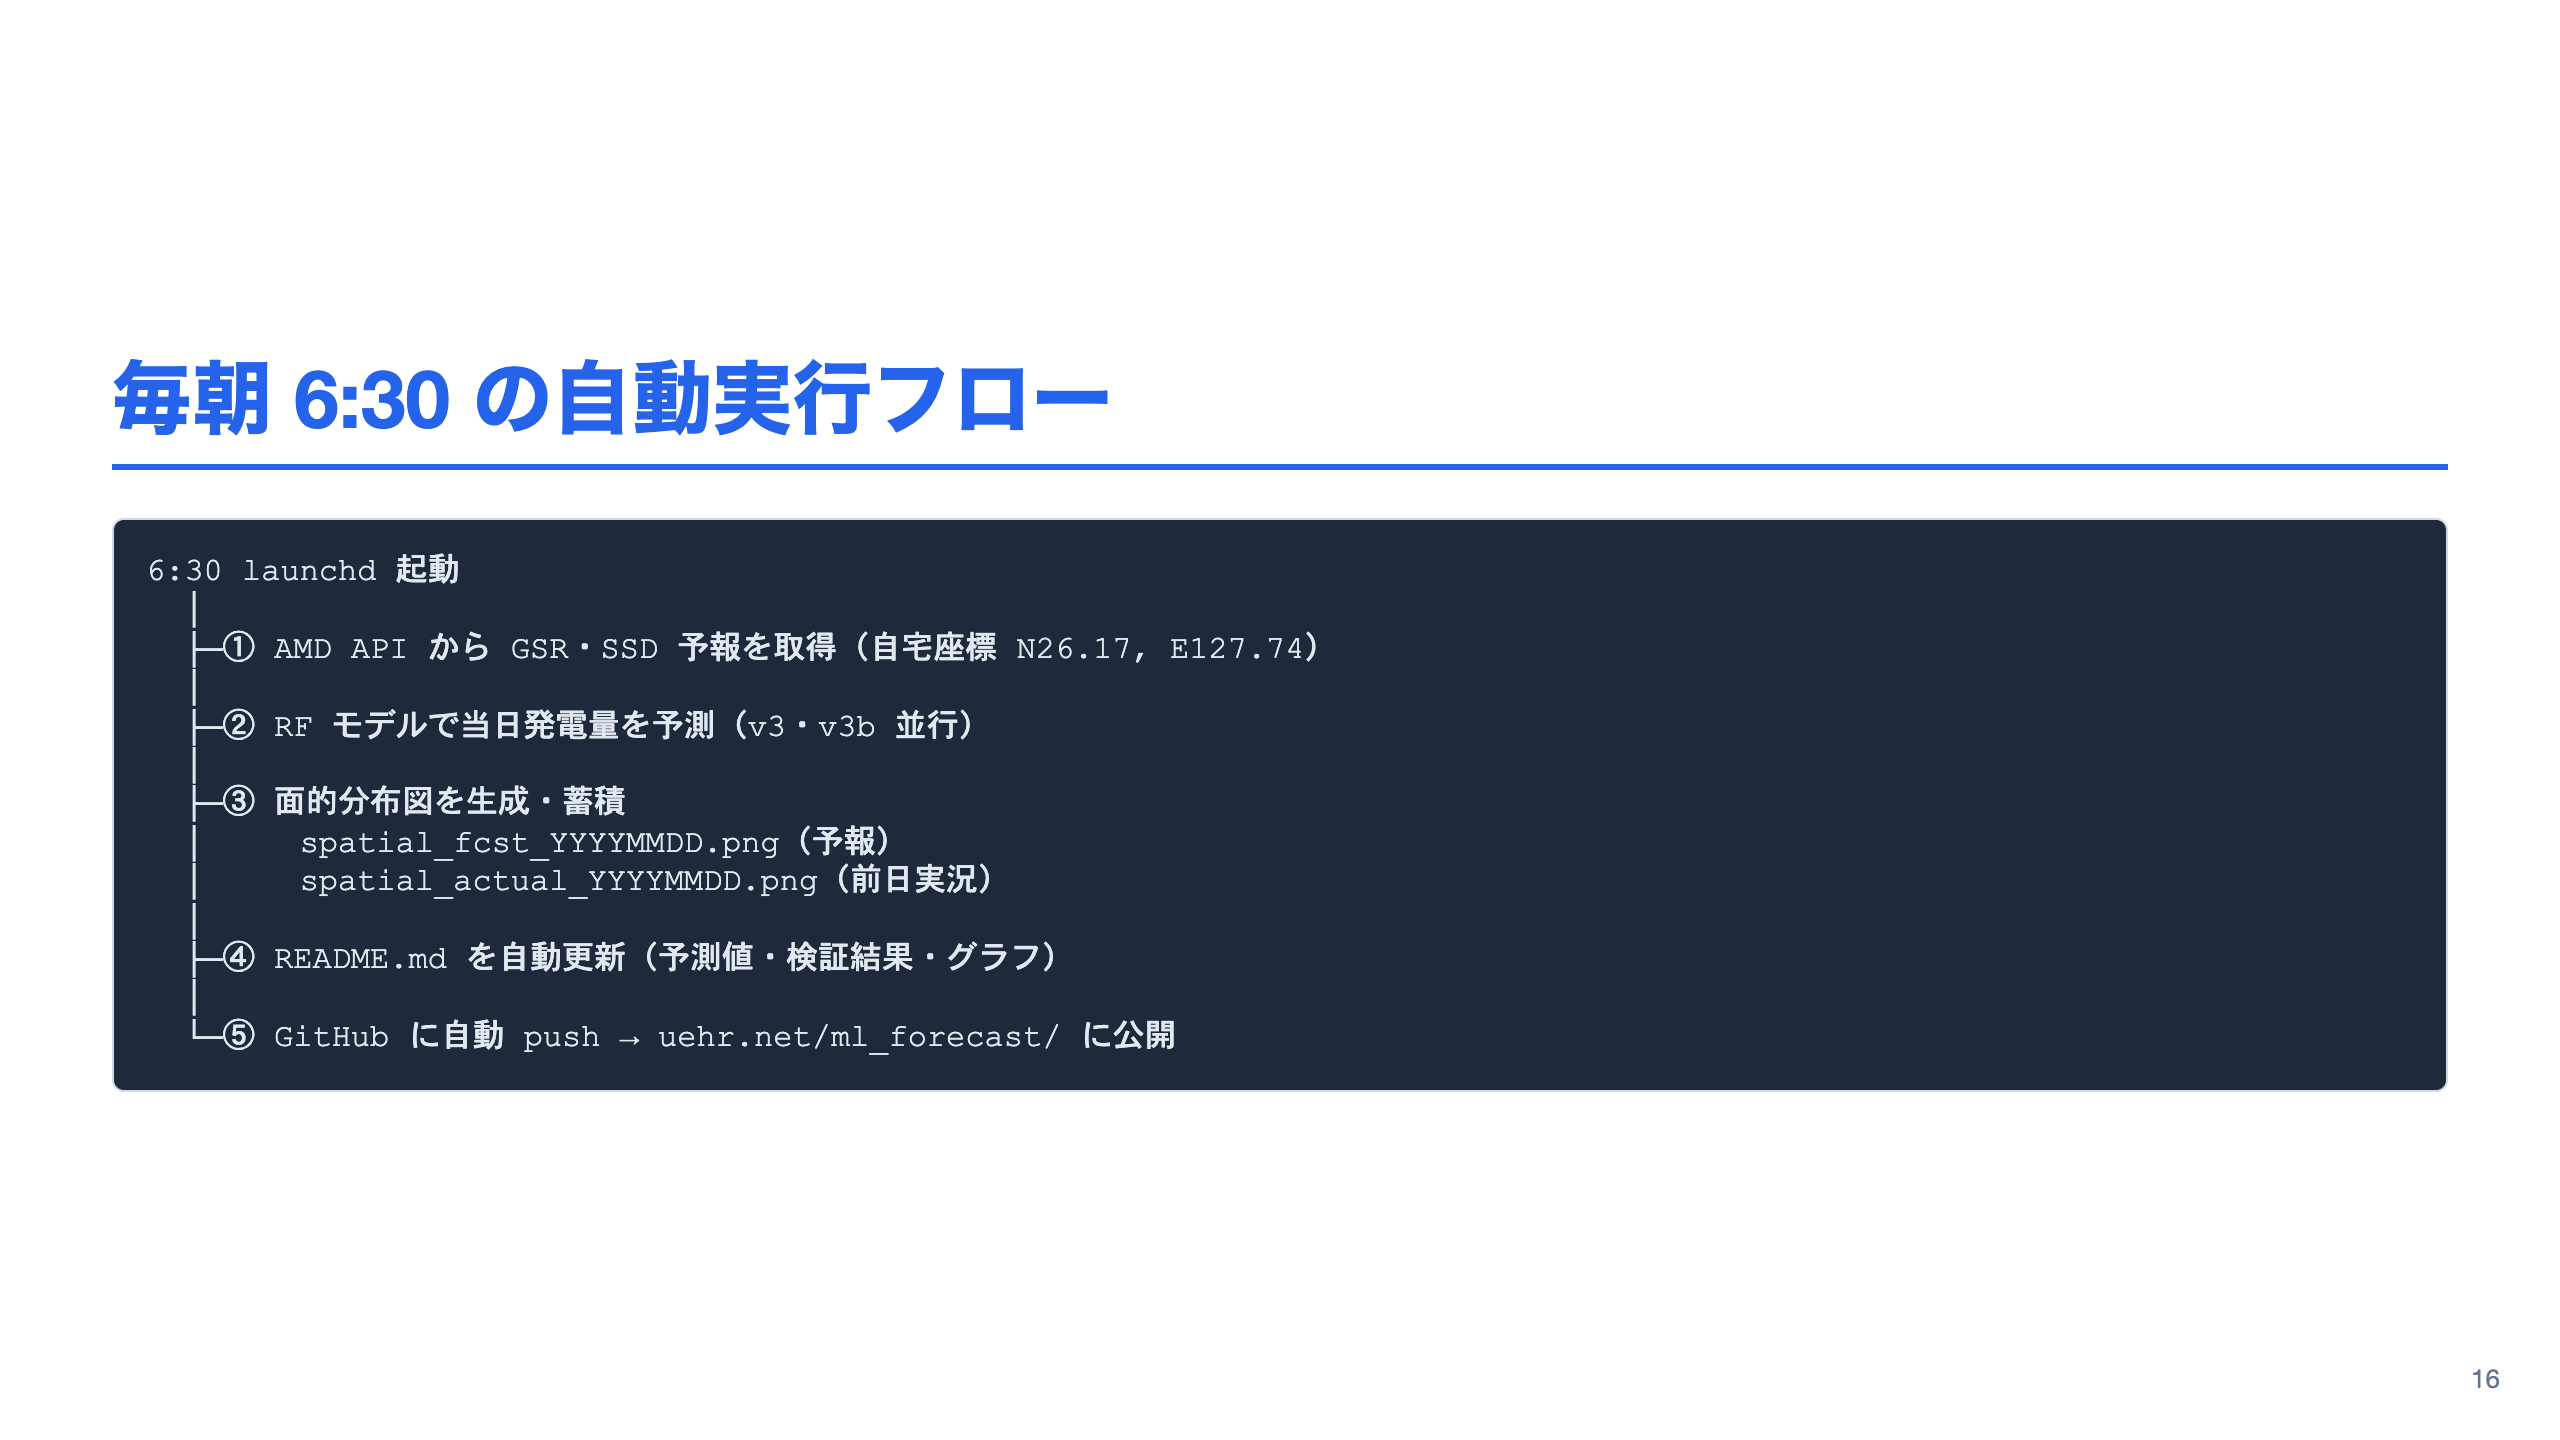 毎朝 6:30 の自動実行フロー
6:30 launchd 起動
│
├─① AMD API から GSR・SSD 予報を取得（自宅座標 N26.17, E127.74）
│
├─② RF モデルで当日発電量を予測（v3・v3b 並行）
│
├─③ 面的分布図を生成・蓄積
│ spatial_fcst_YYYYMMDD.png（予報）
│ spatial_actual_YYYYMMDD.png（前日実況）
│
├─④ README.md を自動更新（予測値・検証結果・グラフ）
│
└─⑤ GitHub に自動 push → uehr.net/ml_forecast/ に公開
16